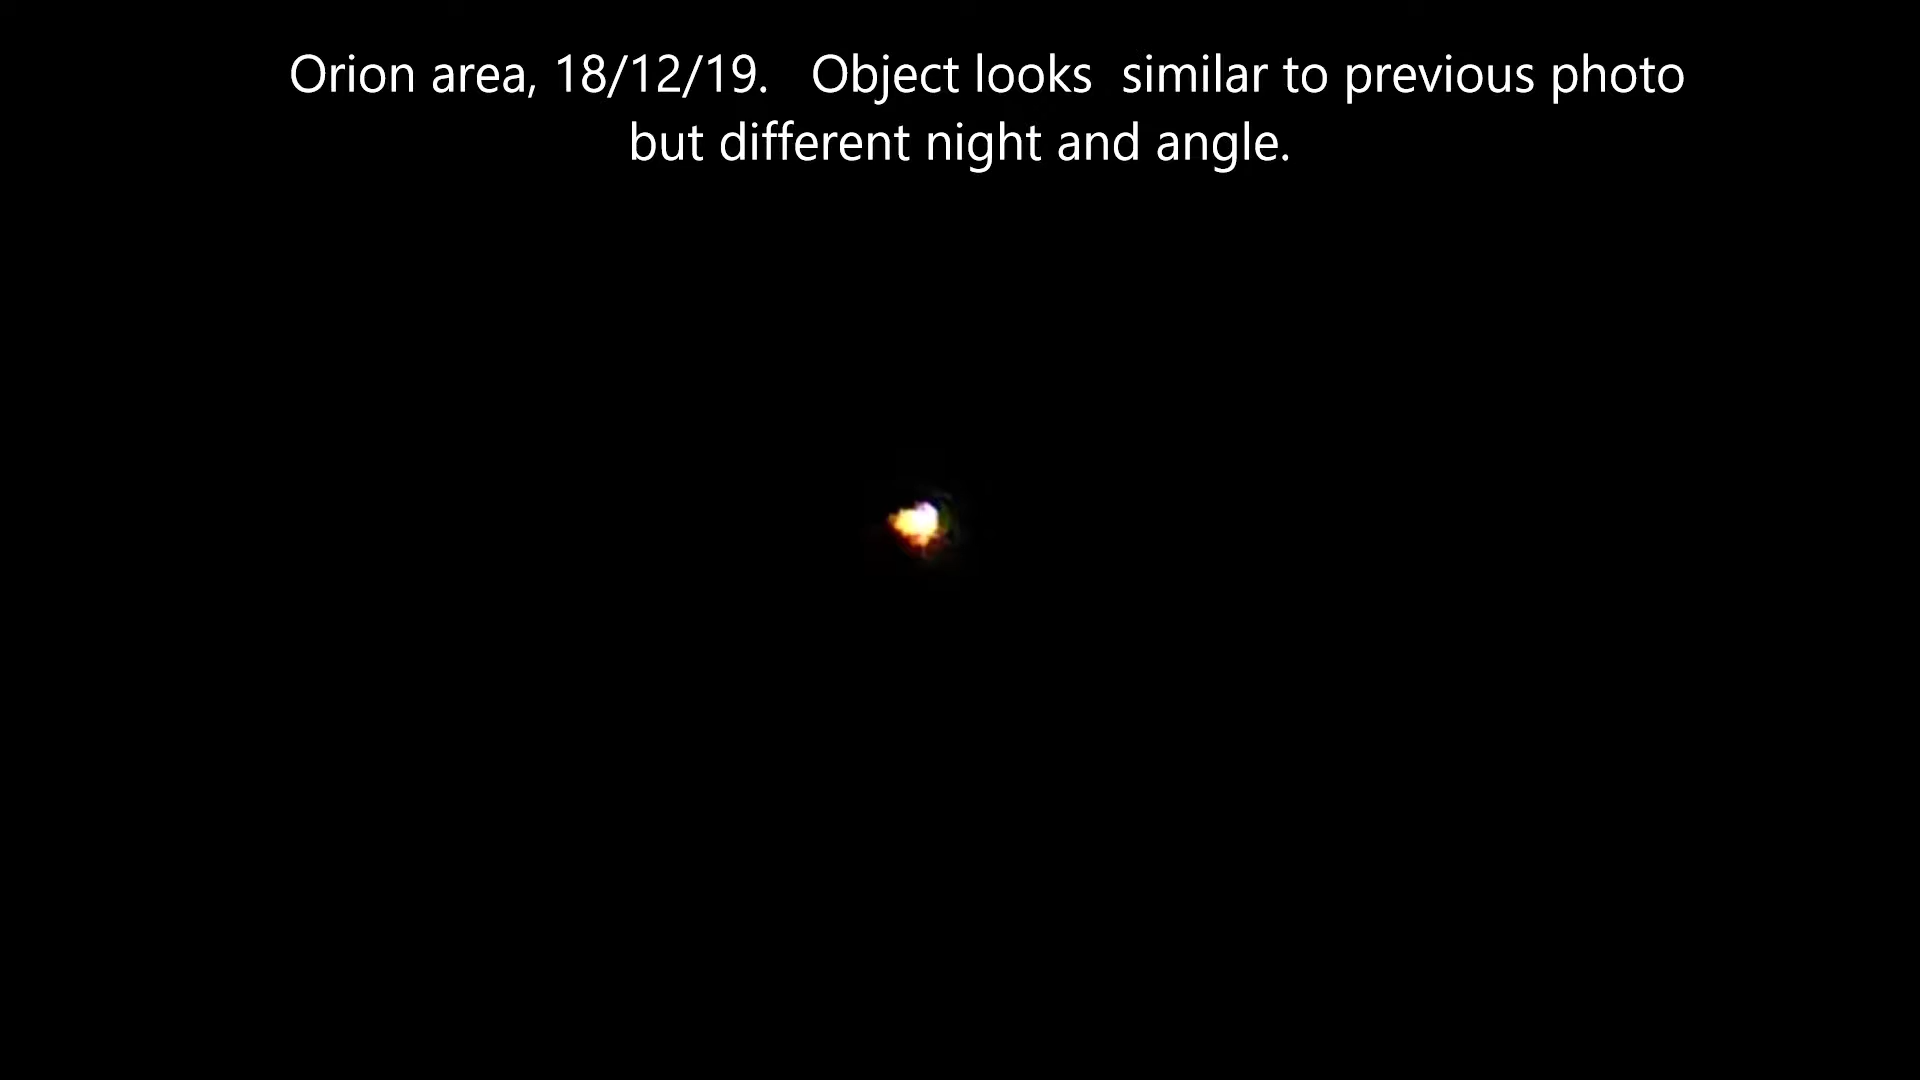 Orion area, 18/12/19.   Object looks  similar to previous photo
but different night and angle.